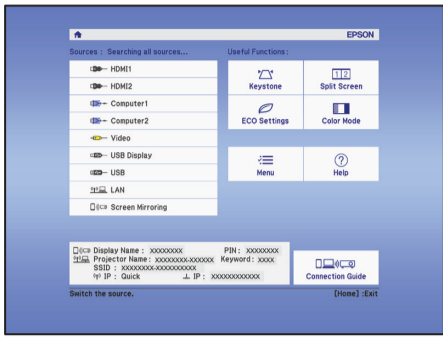 EPSON
Sources : Searching all sources...
Useful Functions:
HDMI1
HDMI2
Computer1
Computer2
Video
USB Display
USB
LAN
Screen Mirroring
Keystone
1 2
Split Screen
ECO Settings
Color Mode
Menu
?
Help
Display Name : xxxxxxxx PIN: xxxxxxxx
Projector Name: xxxxxxxx-xxxxxx Keyword: xxxx
SSID : xxxxxxxx-xxxxxxxxxx
IP : Quick IP : xxxxxxxxxxxx
Connection Guide
Switch the source.
[Home] :Exit